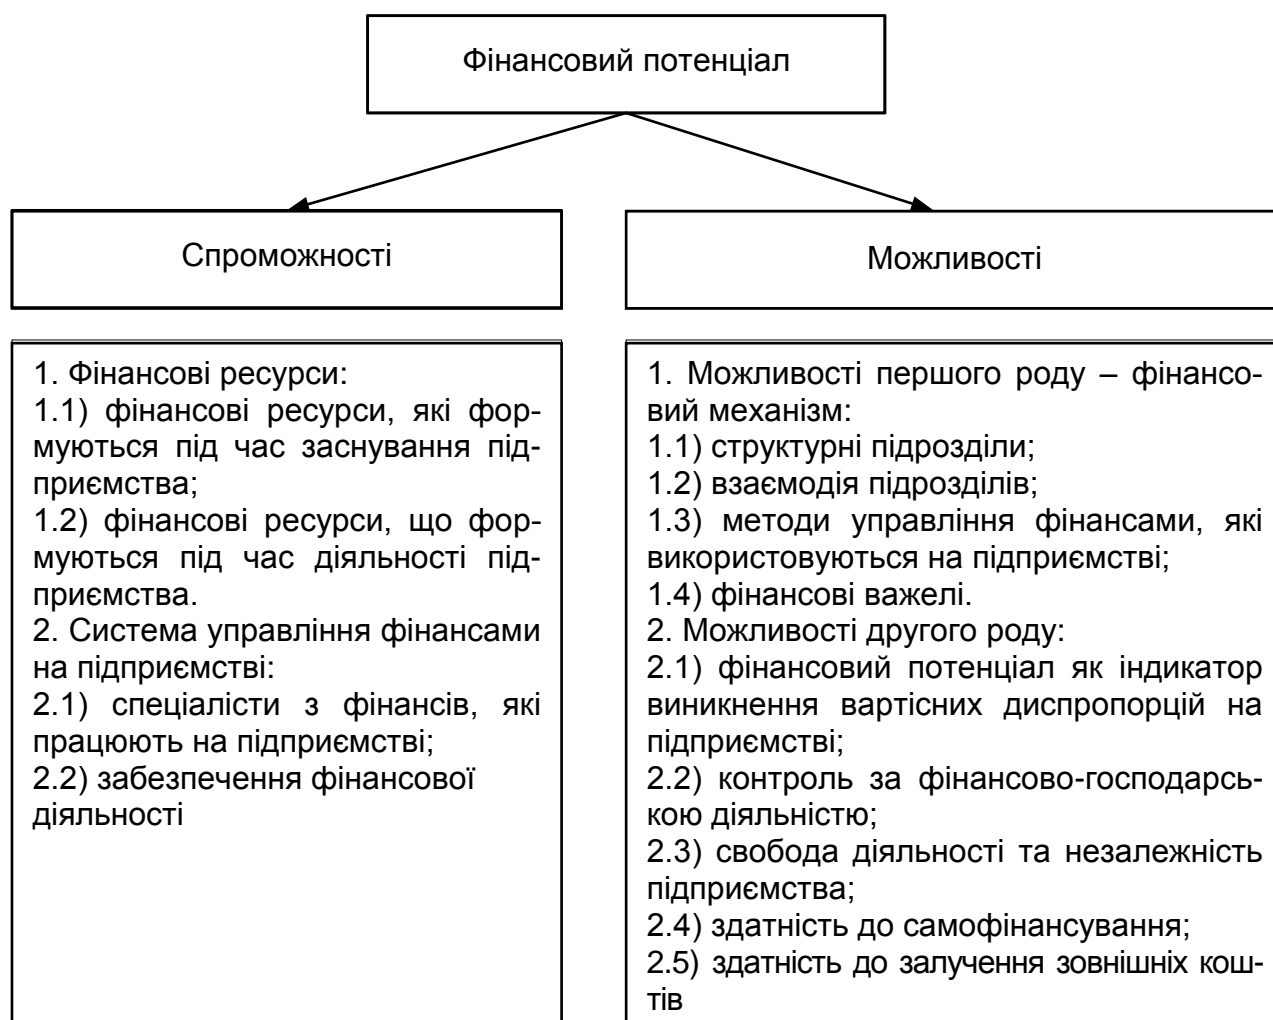 Фінансовий потенціал
Спроможності
Можливості
1. Фінансові ресурси:
1.1) фінансові ресурси, які фор-
муються під час заснування під-
приємства;
1.2) фінансові ресурси, що фор-
муються під час діяльності під-
приємства.
2. Система управління фінансами
на підприємстві:
2.1) спеціалісти з фінансів, які
працюють на підприємстві;
2.2) забезпечення фінансової
діяльності
1. Можливості першого роду – фінансо-
вий механізм:
1.1) структурні підрозділи;
1.2) взаємодія підрозділів;
1.3) методи управління фінансами, які
використовуються на підприємстві;
1.4) фінансові важелі.
2. Можливості другого роду:
2.1) фінансовий потенціал як індикатор
виникнення вартісних диспропорцій на
підприємстві;
2.2) контроль за фінансово-господарсь-
кою діяльністю;
2.3) свобода діяльності та незалежність
підприємства;
2.4) здатність до самофінансування;
2.5) здатність до залучення зовнішніх кош-
тів